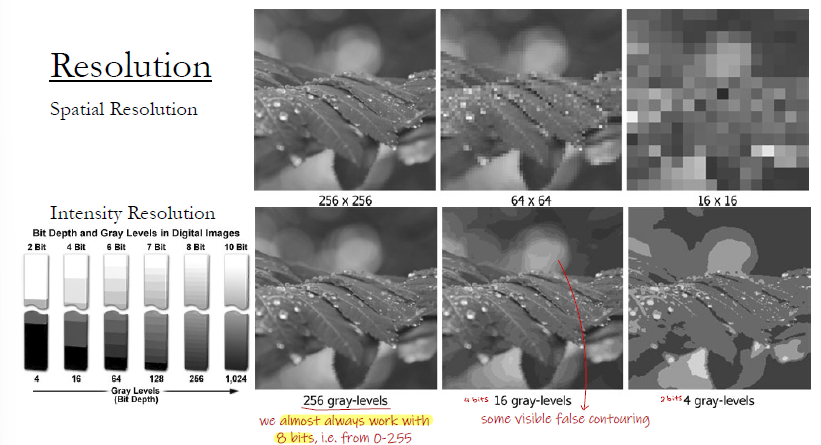 Resolution
Spatial Resolution
256 x 256
64 x 64
16 x 16
Intensity Resolution
Bit Depth and Gray Levels in Digital Images
2 Bit 4 Bit 6 Bit 7 Bit 8 Bit 10 Bit
4 16 64 128 256 1,024
Gray Levels
(Bit Depth)
256 gray-levels
we almost always work with
8 bits, i.e. from 0-255
4 bits 16 gray-levels
some visible false contouring
2 bits 4 gray-levels